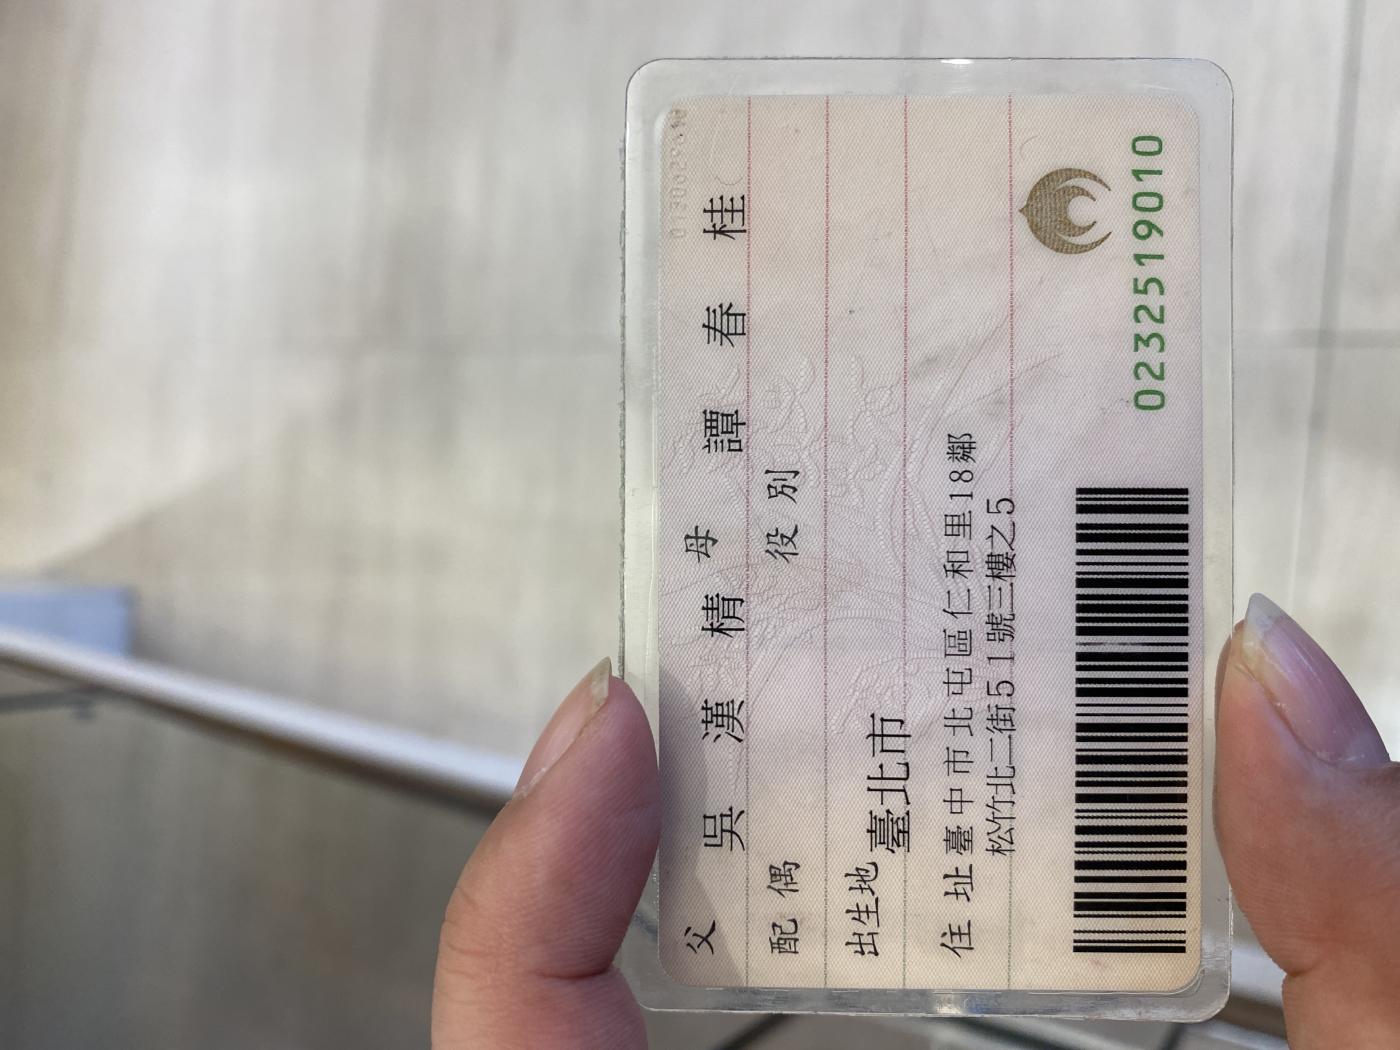 父 吳漢棈 母 譚春桂
配偶 役別
出生地 臺北市
住址 臺中市北屯區仁和里18鄰
松竹北二街51號三樓之5
0232519010